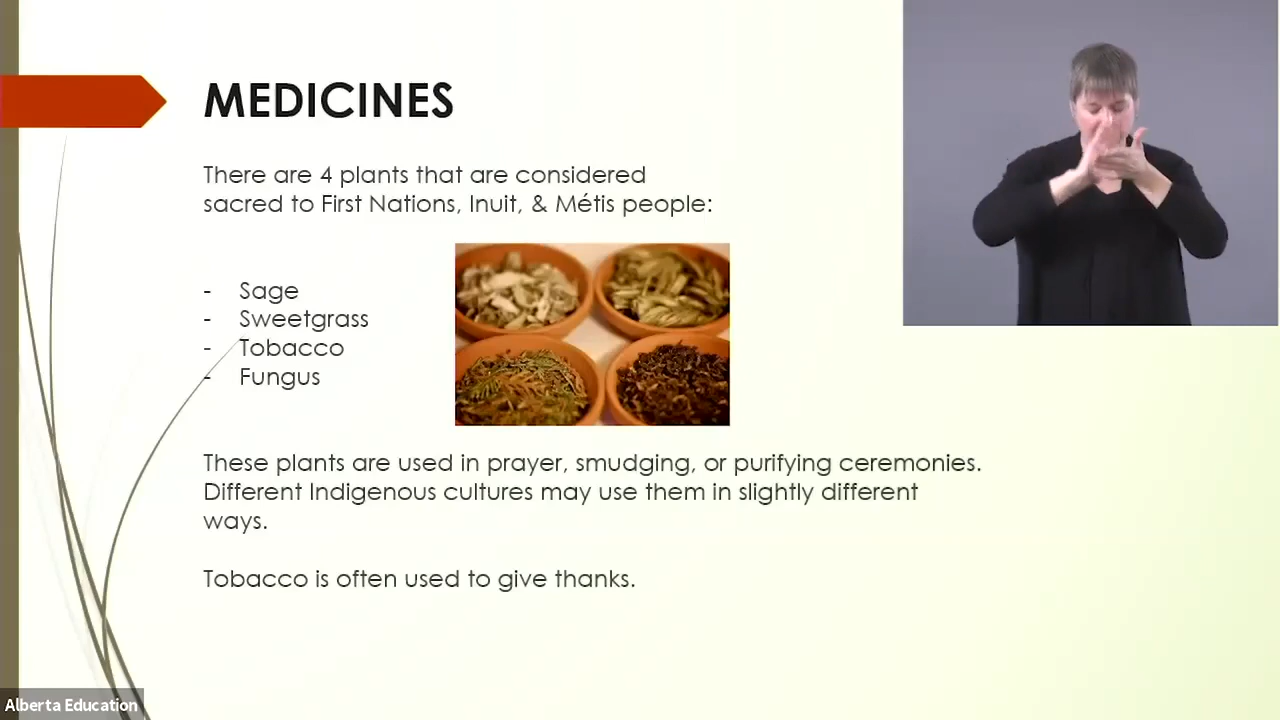 MEDICINES
There are 4 plants that are considered
sacred to First Nations, Inuit, & Métis people:
- Sage
- Sweetgrass
- Tobacco
- Fungus
These plants are used in prayer, smudging, or purifying ceremonies.
Different Indigenous cultures may use them in slightly different
ways.
Tobacco is often used to give thanks.
Alberta Education